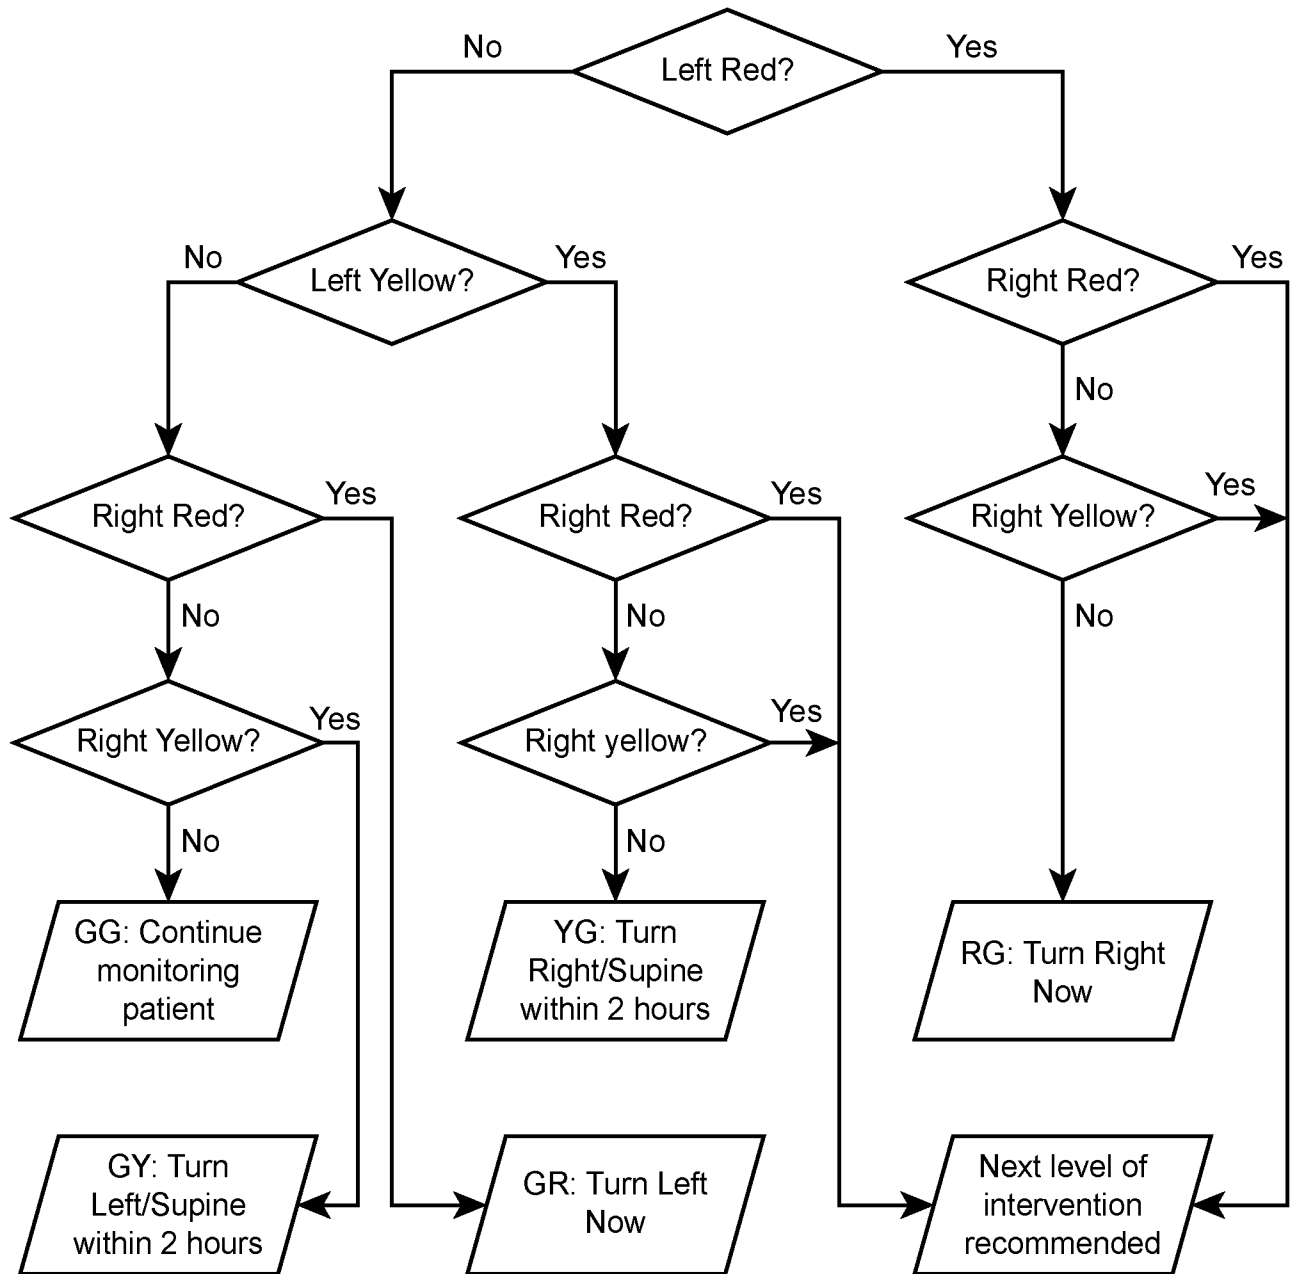 No
Yes
Left Red?
No
Yes
Yes
Left Yellow?
Right Red?
No
Yes
Yes
Yes
Right Red?
Right Red?
Right Yellow?
No
No
No
Yes
Yes
Right Yellow?
Right yellow?
No
No
GG: Continue
monitoring
patient
YG: Turn
Right/Supine
within 2 hours
RG: Turn Right
Now
GY: Turn
Left/Supine
within 2 hours
GR: Turn Left
Now
Next level of
intervention
recommended